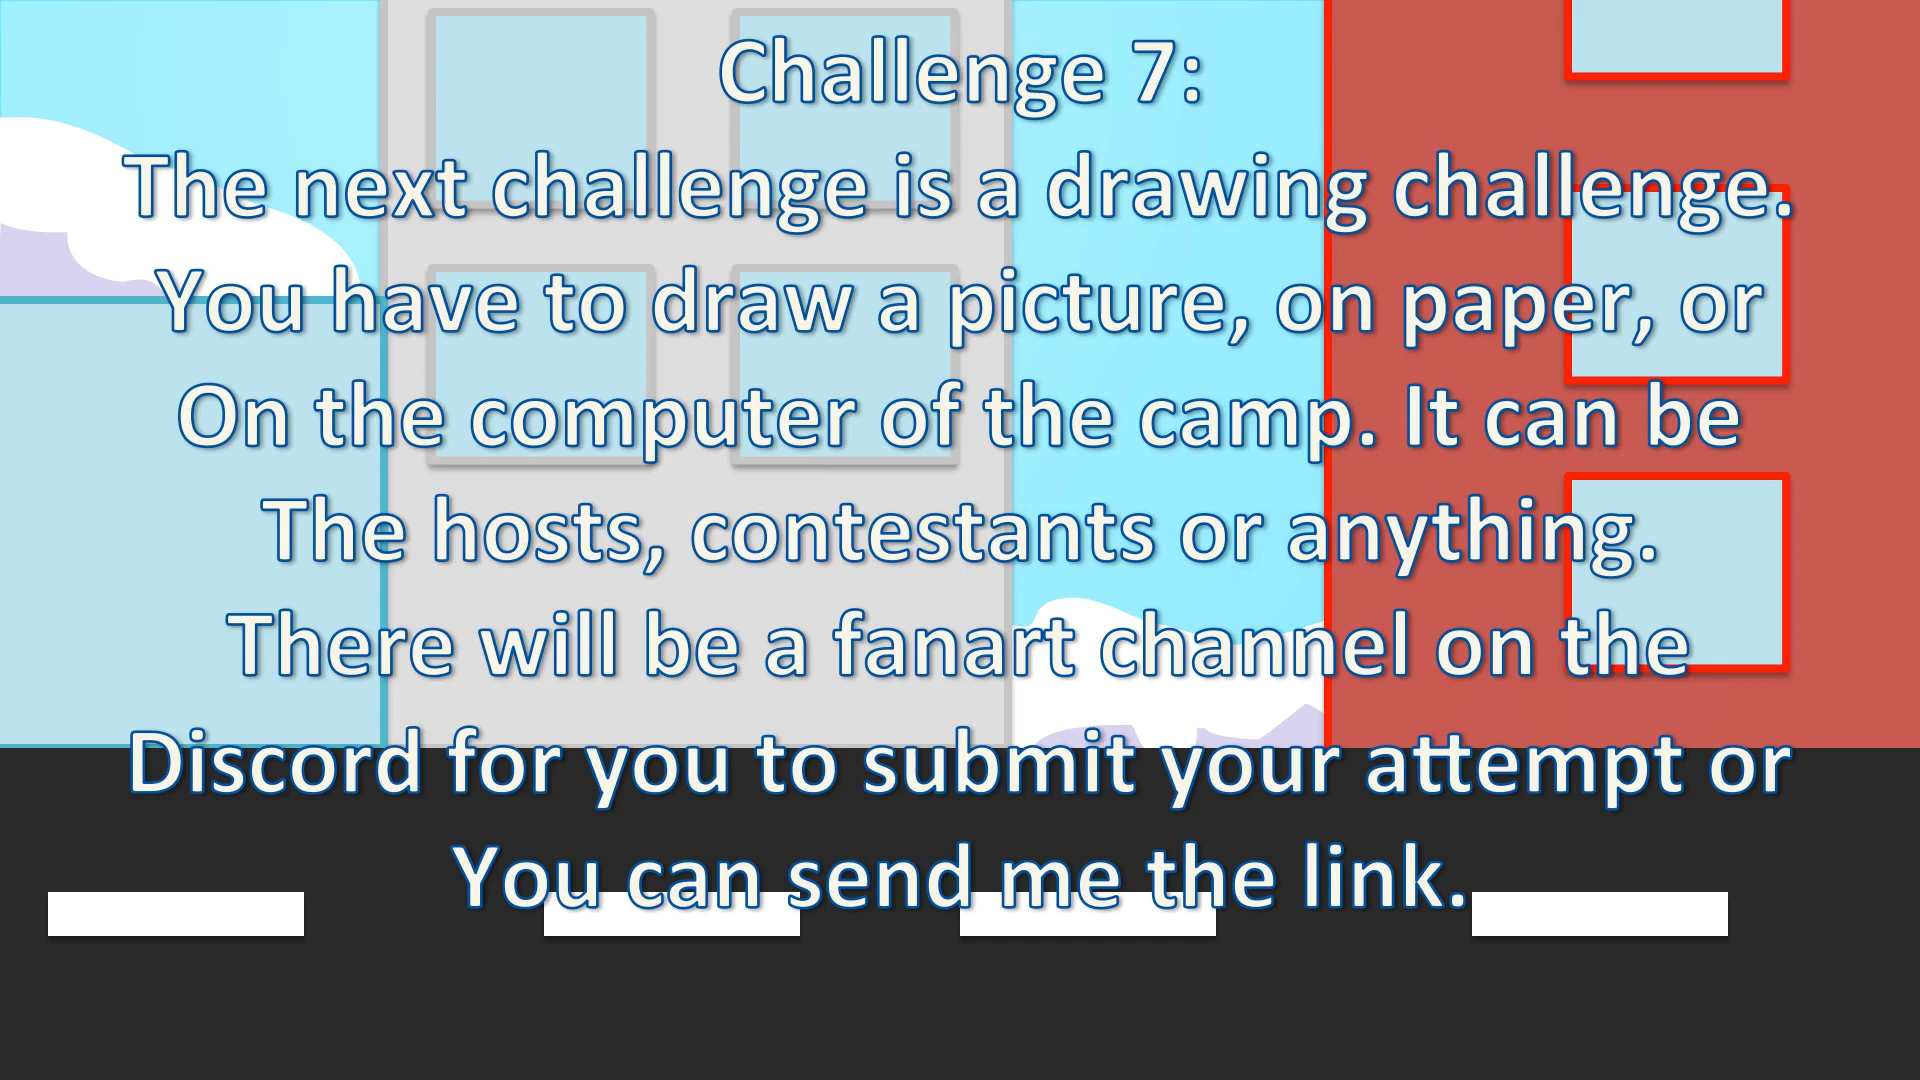 Challenge 7:
The next challenge is a drawing challenge.
You have to draw a picture, on paper, or
On the computer of the camp. It can be
The hosts, contestants or anything.
There will be a fanart channel on the
Discord for you to submit your attempt or
You can send me the link.